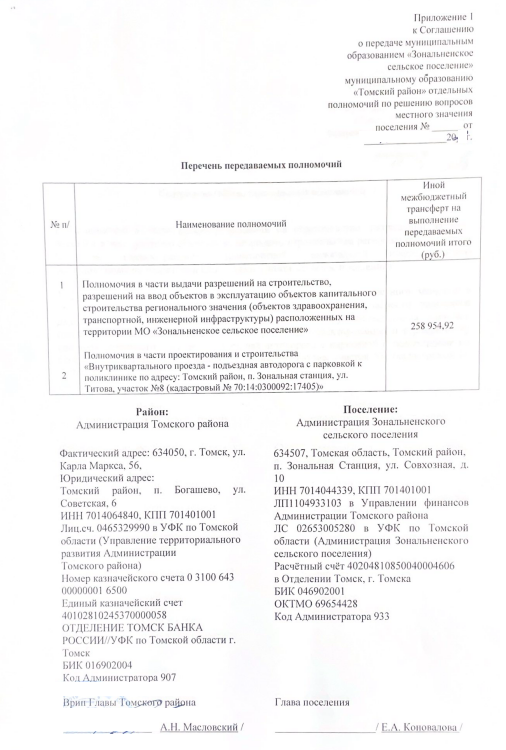 Приложение 1
к Соглашению
о передаче муниципальным
образованием «Зональненское
сельское поселение»
муниципальному образованию
«Томский район» отдельных
полномочий по решению вопросов
местного значения
поселения № ______ от
___.____________20 г.
Перечень передаваемых полномочий
№ п/
Наименование полномочий
Иной
межбюджетный
трансферт на
выполнение
передаваемых
полномочий итого
(руб.)
1
Полномочия в части выдачи разрешений на строительство,
разрешений на ввод объектов в эксплуатацию объектов капитального
строительства регионального значения (объектов здравоохранения,
транспортной, инженерной инфраструктуры) расположенных на
территории МО «Зональненское сельское поселение»
258 954,92
2
Полномочия в части проектирования и строительства
«Внутриквартального проезда - подъездная автодорога с парковкой к
поликлинике по адресу: Томский район, п. Зональная станция, ул.
Титова, участок №8 (кадастровый № 70:14:0300092:17405)»
Район:
Администрация Томского района
Фактический адрес: 634050, г. Томск, ул.
Карла Маркса, 56,
Юридический адрес:
Томский район, п. Богашево, ул.
Советская, 6
ИНН 7014064840, КПП 701401001
Лиц.сч. 0465329990 в УФК по Томской
области (Управление территориального
развития Администрации
Томского района)
Номер казначейского счета 0 3100 643
00000001 6500
Единый казначейский счет
40102810245370000058
ОТДЕЛЕНИЕ ТОМСК БАНКА
РОССИИ//УФК по Томской области г.
Томск
БИК 016902004
Код Администратора 907
Врип Главы Томского района
____________ А.Н. Масловский /
Поселение:
Администрация Зональненского
сельского поселения
634507, Томская область, Томский район,
п. Зональная Станция, ул. Совхозная, д.
10
ИНН 7014044339, КПП 701401001
ЛП1104933103 в Управлении финансов
Администрации Томского района
ЛС 02653005280 в УФК по Томской
области (Администрация Зональненского
сельского поселения)
Расчётный счёт 40204810850040004606
в Отделении Томск, г. Томска
БИК 046902001
ОКТМО 69654428
Код Администратора 933
Глава поселения
____________________/ Е.А. Коновалова /